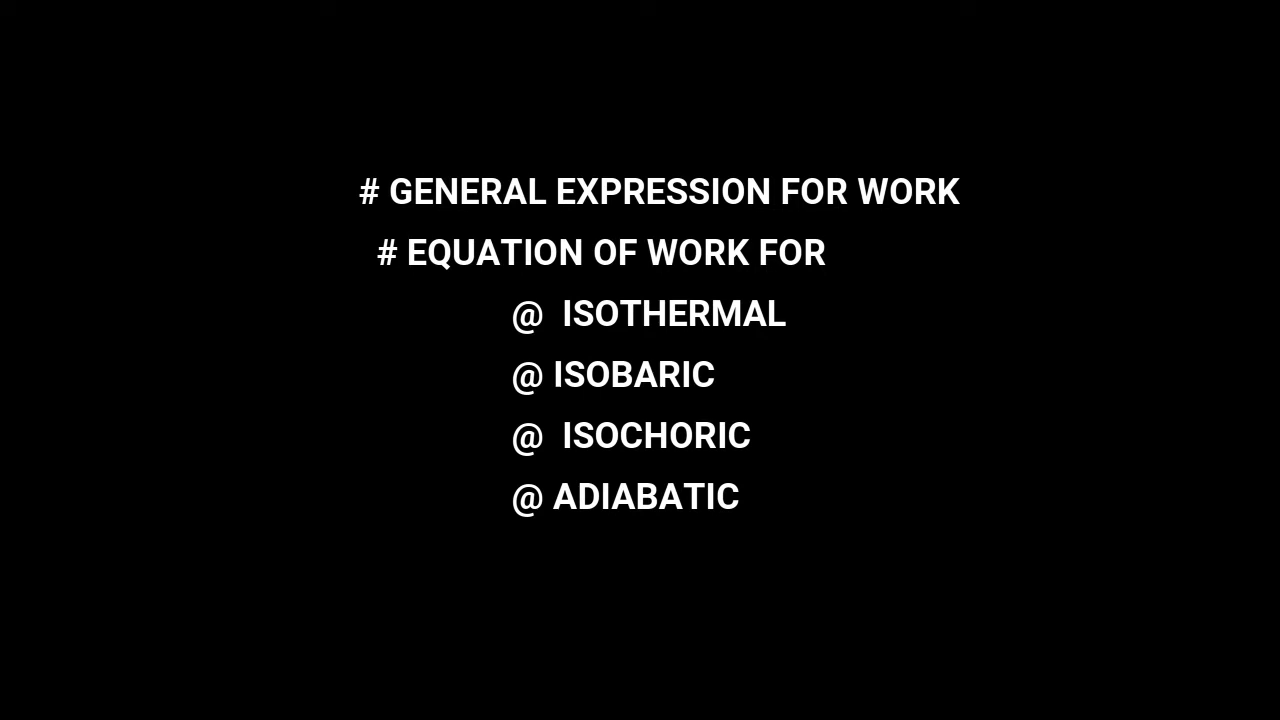 # GENERAL EXPRESSION FOR WORK
# EQUATION OF WORK FOR
@ ISOTHERMAL
@ ISOBARIC
@ ISOCHORIC
@ ADIABATIC